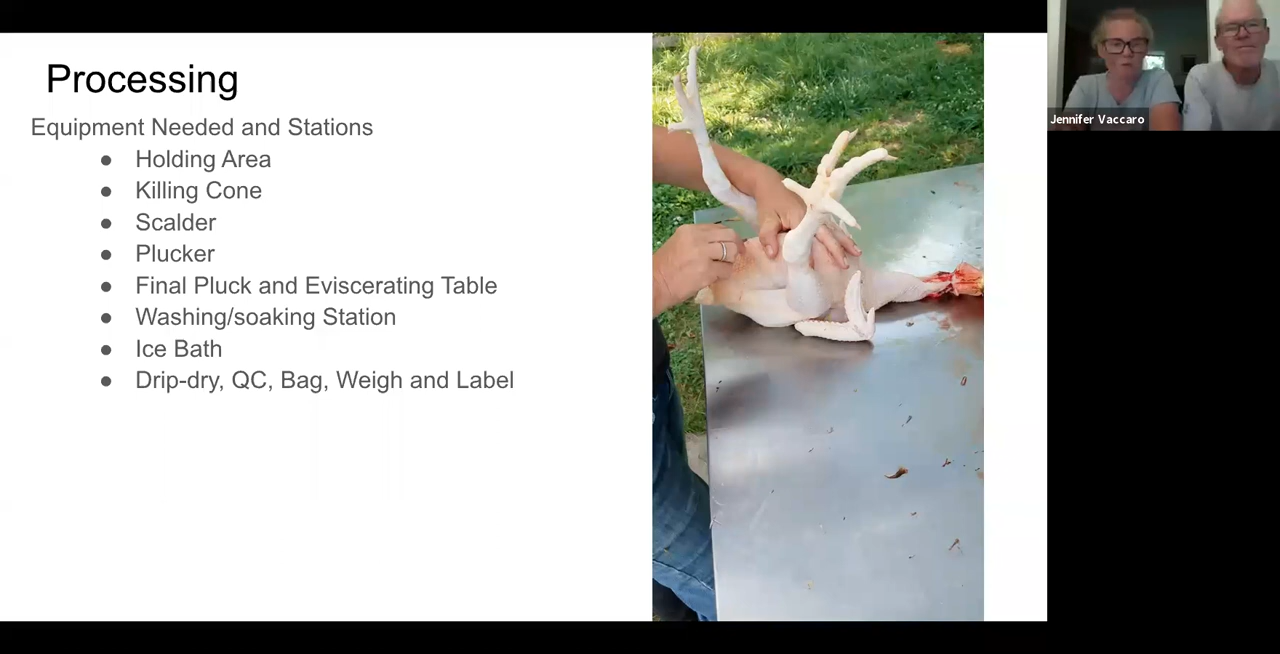 Processing
Equipment Needed and Stations
● Holding Area
● Killing Cone
● Scalder
● Plucker
● Final Pluck and Eviscerating Table
● Washing/soaking Station
● Ice Bath
● Drip-dry, QC, Bag, Weigh and Label
Jennifer Vaccaro